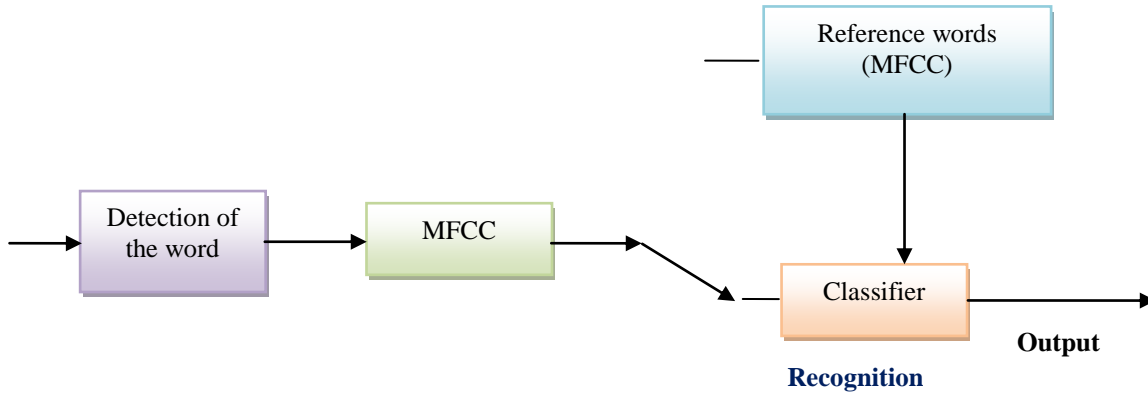 Reference words
(MFCC)
Detection of
the word
MFCC
Classifier
Output
Recognition